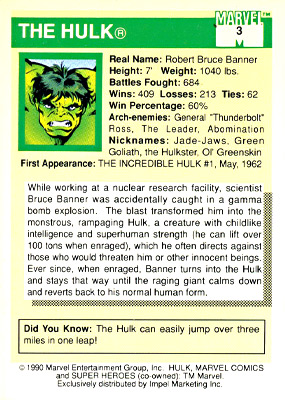 THE HULK®
MARVEL™
3
Real Name: Robert Bruce Banner
Height: 7' Weight: 1040 lbs.
Battles Fought: 684
Wins: 409 Losses: 213 Ties: 62
Win Percentage: 60%
Arch-enemies: General "Thunderbolt"
Ross, The Leader, Abomination
Nicknames: Jade-Jaws, Green
Goliath, the Hulkster, Ol' Greenskin
First Appearance: THE INCREDIBLE HULK #1, May, 1962
While working at a nuclear research facility, scientist
Bruce Banner was accidentally caught in a gamma
bomb explosion. The blast transformed him into the
monstrous, rampaging Hulk, a creature with childlike
intelligence and superhuman strength (he can lift over
100 tons when enraged), which he often directs against
those who would threaten him or other innocent beings.
Ever since, when enraged, Banner turns into the Hulk
and stays that way until the raging giant calms down
and reverts back to his normal human form.
Did You Know: The Hulk can easily jump over three
miles in one leap!
© 1990 Marvel Entertainment Group, Inc. HULK, MARVEL COMICS
and SUPER HEROES (co-owned): TM Marvel.
Exclusively distributed by Impel Marketing Inc.